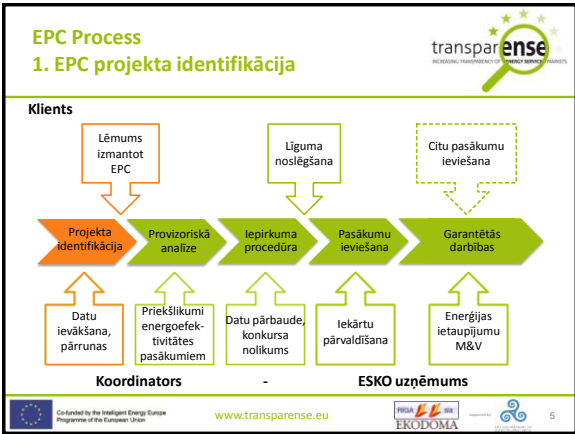 EPC Process
1. EPC projekta identifikācija
transparense
INCREASING TRANSPARENCY OF ENERGY SERVICE MARKETS
Klients
Lēmums
izmantot
EPC
Līguma
noslēgšana
Citu pasākumu
ieviešana
Projekta
identifikācija
Provizoriskā
analīze
Iepirkuma
procedūra
Pasākumu
ieviešana
Garantētās
darbības
Datu
ievākšana,
pārrunas
Priekšlikumi
energoefek-
tivitātes
pasākumiem
Datu pārbaude,
konkursa
nolikums
Iekārtu
pārvaldīšana
Enerģijas
ietaupījumu
M&V
Koordinators - ESKO uzņēmums
Co-funded by the Intelligent Energy Europe
Programme of the European Union
www.transparense.eu
EKODOMA
Supported by:
5